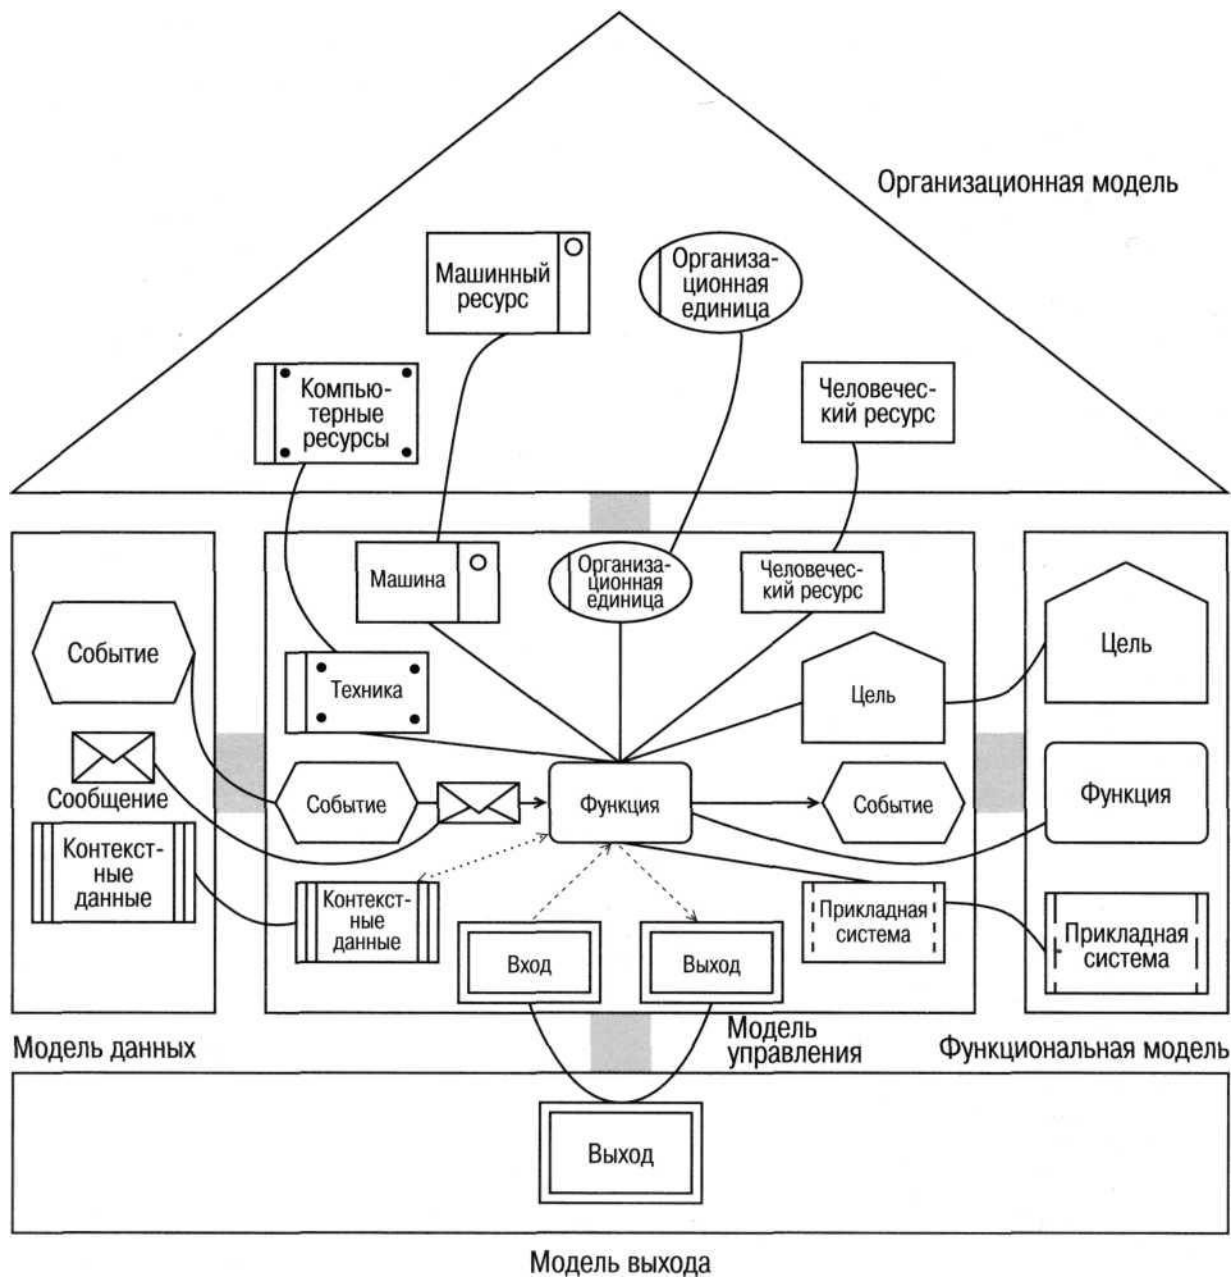 Организационная модель
Машинный
ресурс
Организа-
ционная
единица
Компью-
терные
ресурсы
Человечес-
кий ресурс
Машина
Организа-
ционная
единица
Человечес-
кий ресурс
Событие
Техника
Цель
Цель
Сообщение
Событие
Функция
Событие
Функция
Контекст-
ные
данные
Контекст-
ные
данные
Вход
Выход
Прикладная
система
Прикладная
система
Модель данных
Модель
управления
Функциональная модель
Выход
Модель выхода